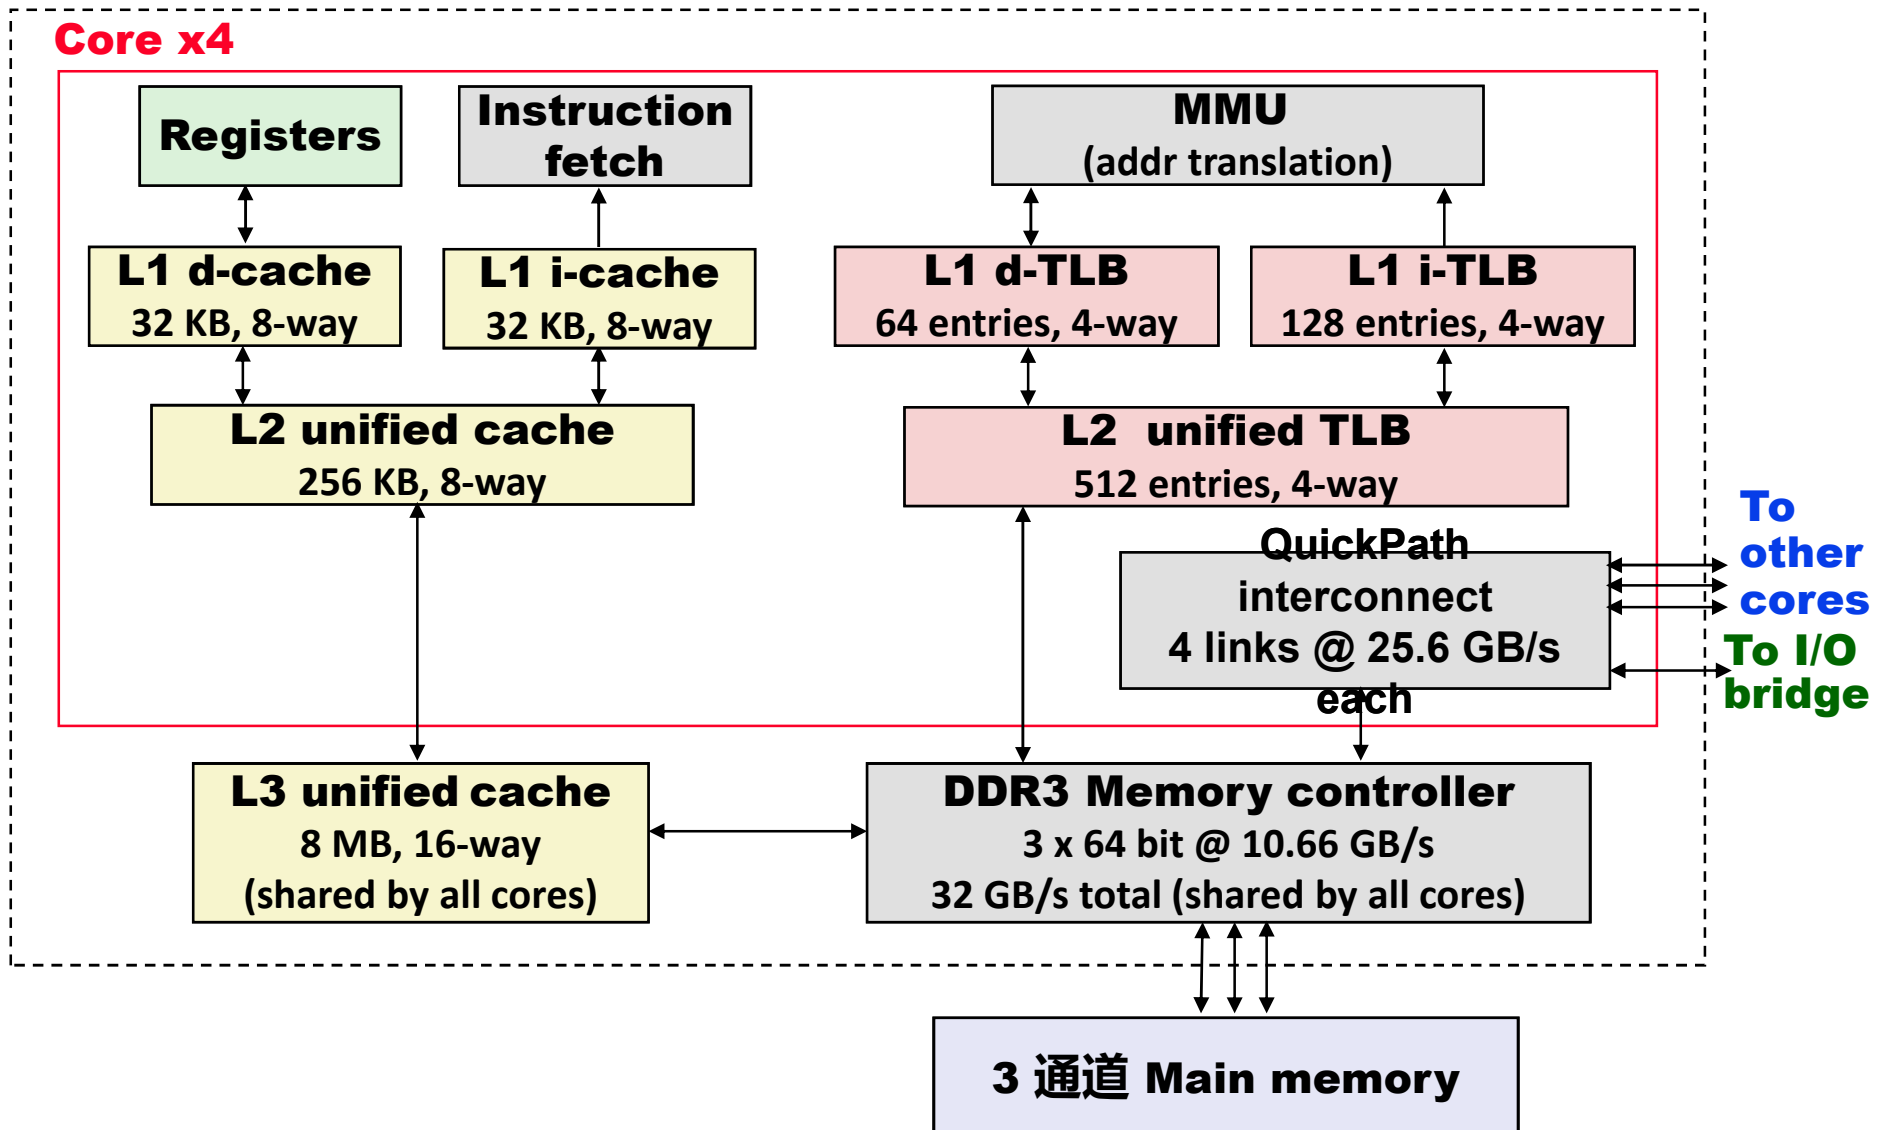 Core x4
Registers
Instruction
fetch
MMU
(addr translation)
L1 d-cache
32 KB, 8-way
L1 i-cache
32 KB, 8-way
L1 d-TLB
64 entries, 4-way
L1 i-TLB
128 entries, 4-way
L2 unified cache
256 KB, 8-way
L2 unified TLB
512 entries, 4-way
QuickPath
interconnect
4 links @ 25.6 GB/s
each
To
other
cores
To I/O
bridge
L3 unified cache
8 MB, 16-way
(shared by all cores)
DDR3 Memory controller
3 x 64 bit @ 10.66 GB/s
32 GB/s total (shared by all cores)
3 通道 Main memory